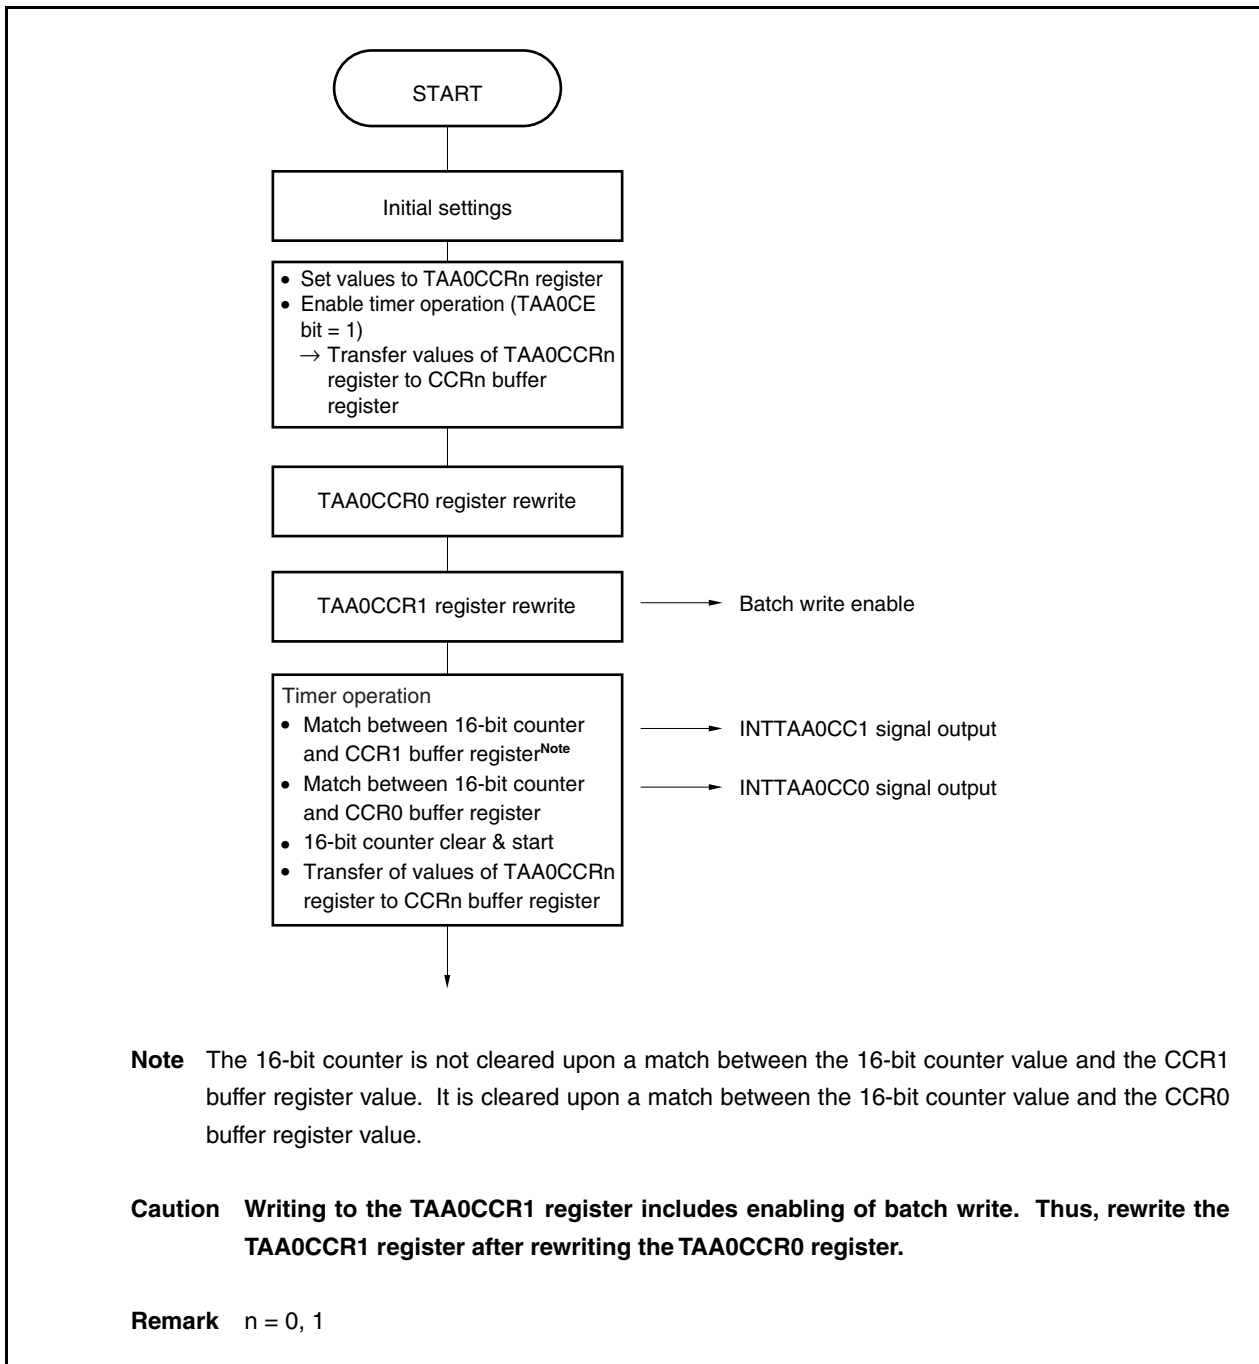 START
Initial settings
• Set values to TAA0CCRn register
• Enable timer operation (TAA0CE
bit = 1)
→ Transfer values of TAA0CCRn
register to CCRn buffer
register
TAA0CCR0 register rewrite
TAA0CCR1 register rewrite
Batch write enable
Timer operation
• Match between 16-bit counter
and CCR1 buffer registerNote
INTTAA0CC1 signal output
• Match between 16-bit counter
and CCR0 buffer register
INTTAA0CC0 signal output
• 16-bit counter clear & start
• Transfer of values of TAA0CCRn
register to CCRn buffer register
Note The 16-bit counter is not cleared upon a match between the 16-bit counter value and the CCR1
buffer register value. It is cleared upon a match between the 16-bit counter value and the CCR0
buffer register value.
Caution Writing to the TAA0CCR1 register includes enabling of batch write. Thus, rewrite the
TAA0CCR1 register after rewriting the TAA0CCR0 register.
Remark n = 0, 1